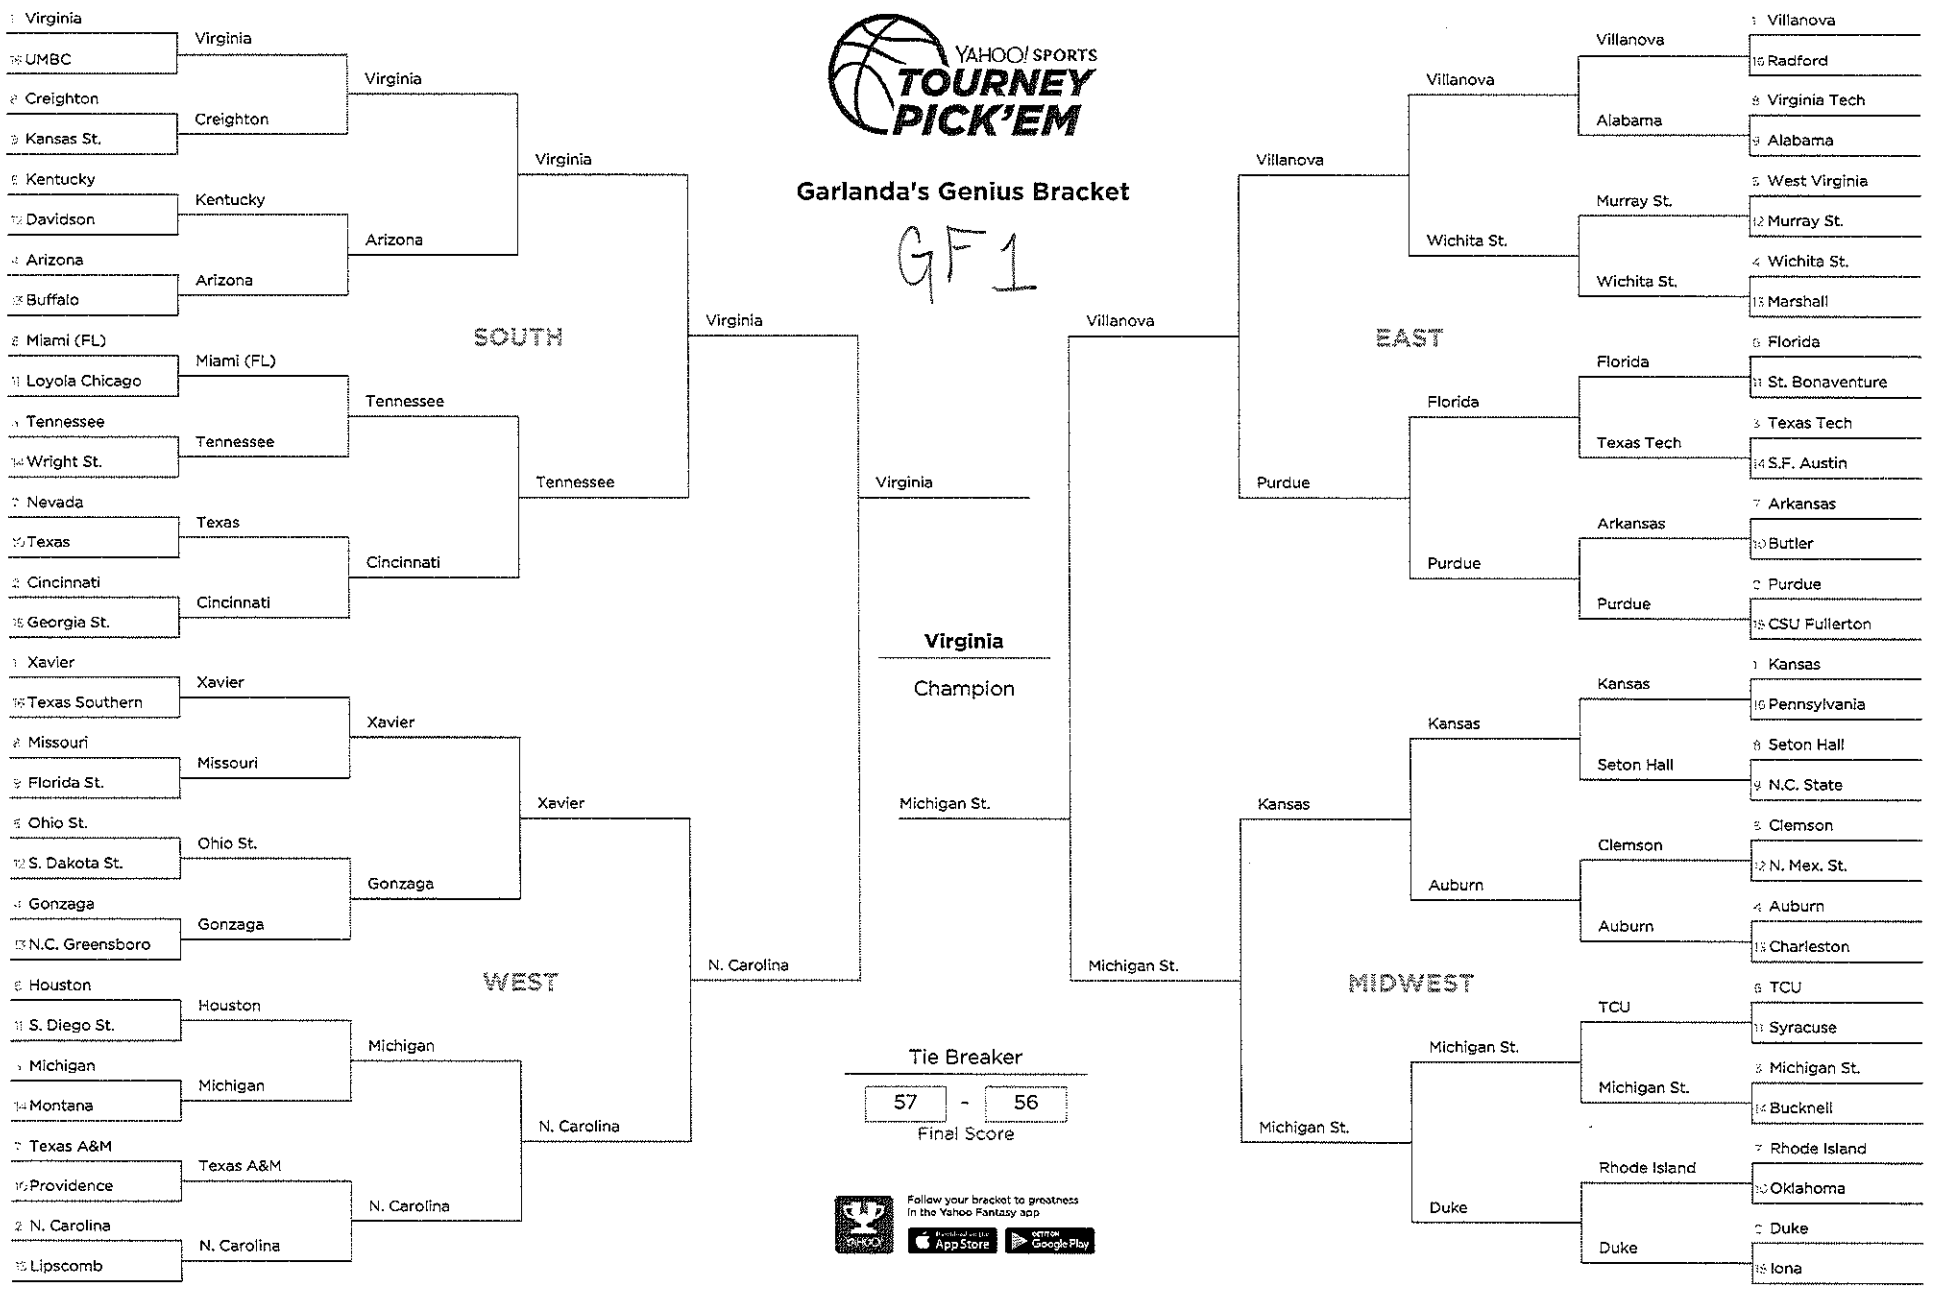 YAHOO! SPORTS
TOURNEY
PICK'EM
Garlanda's Genius Bracket
GF1
SOUTH
1 Virginia
16 UMBC
8 Creighton
9 Kansas St.
5 Kentucky
12 Davidson
4 Arizona
13 Buffalo
6 Miami (FL)
11 Loyola Chicago
3 Tennessee
14 Wright St.
7 Nevada
10 Texas
2 Cincinnati
15 Georgia St.
Virginia
Creighton
Kentucky
Arizona
Miami (FL)
Tennessee
Texas
Cincinnati
Virginia
Arizona
Tennessee
Cincinnati
Virginia
Tennessee
Virginia
WEST
1 Xavier
16 Texas Southern
8 Missouri
9 Florida St.
5 Ohio St.
12 S. Dakota St.
4 Gonzaga
13 N.C. Greensboro
6 Houston
11 S. Diego St.
3 Michigan
14 Montana
7 Texas A&M
10 Providence
2 N. Carolina
15 Lipscomb
Xavier
Missouri
Ohio St.
Gonzaga
Houston
Michigan
Texas A&M
N. Carolina
Xavier
Gonzaga
Michigan
N. Carolina
Xavier
N. Carolina
N. Carolina
Virginia
Virginia
Champion
Michigan St.
Tie Breaker
57 - 56
Final Score
EAST
1 Villanova
16 Radford
8 Virginia Tech
9 Alabama
5 West Virginia
12 Murray St.
4 Wichita St.
13 Marshall
6 Florida
11 St. Bonaventure
3 Texas Tech
14 S.F. Austin
7 Arkansas
10 Butler
2 Purdue
15 CSU Fullerton
Villanova
Alabama
Murray St.
Wichita St.
Florida
Texas Tech
Arkansas
Purdue
Villanova
Wichita St.
Florida
Purdue
Villanova
Purdue
Villanova
MIDWEST
1 Kansas
16 Pennsylvania
8 Seton Hall
9 N.C. State
5 Clemson
12 N. Mex. St.
4 Auburn
13 Charleston
6 TCU
11 Syracuse
3 Michigan St.
14 Bucknell
7 Rhode Island
10 Oklahoma
2 Duke
15 Iona
Kansas
Seton Hall
Clemson
Auburn
TCU
Michigan St.
Rhode Island
Duke
Kansas
Auburn
Michigan St.
Duke
Kansas
Michigan St.
Michigan St.
YAHOO!
Follow your bracket to greatness
in the Yahoo Fantasy app
Download on the
App Store
GET IT ON
Google Play